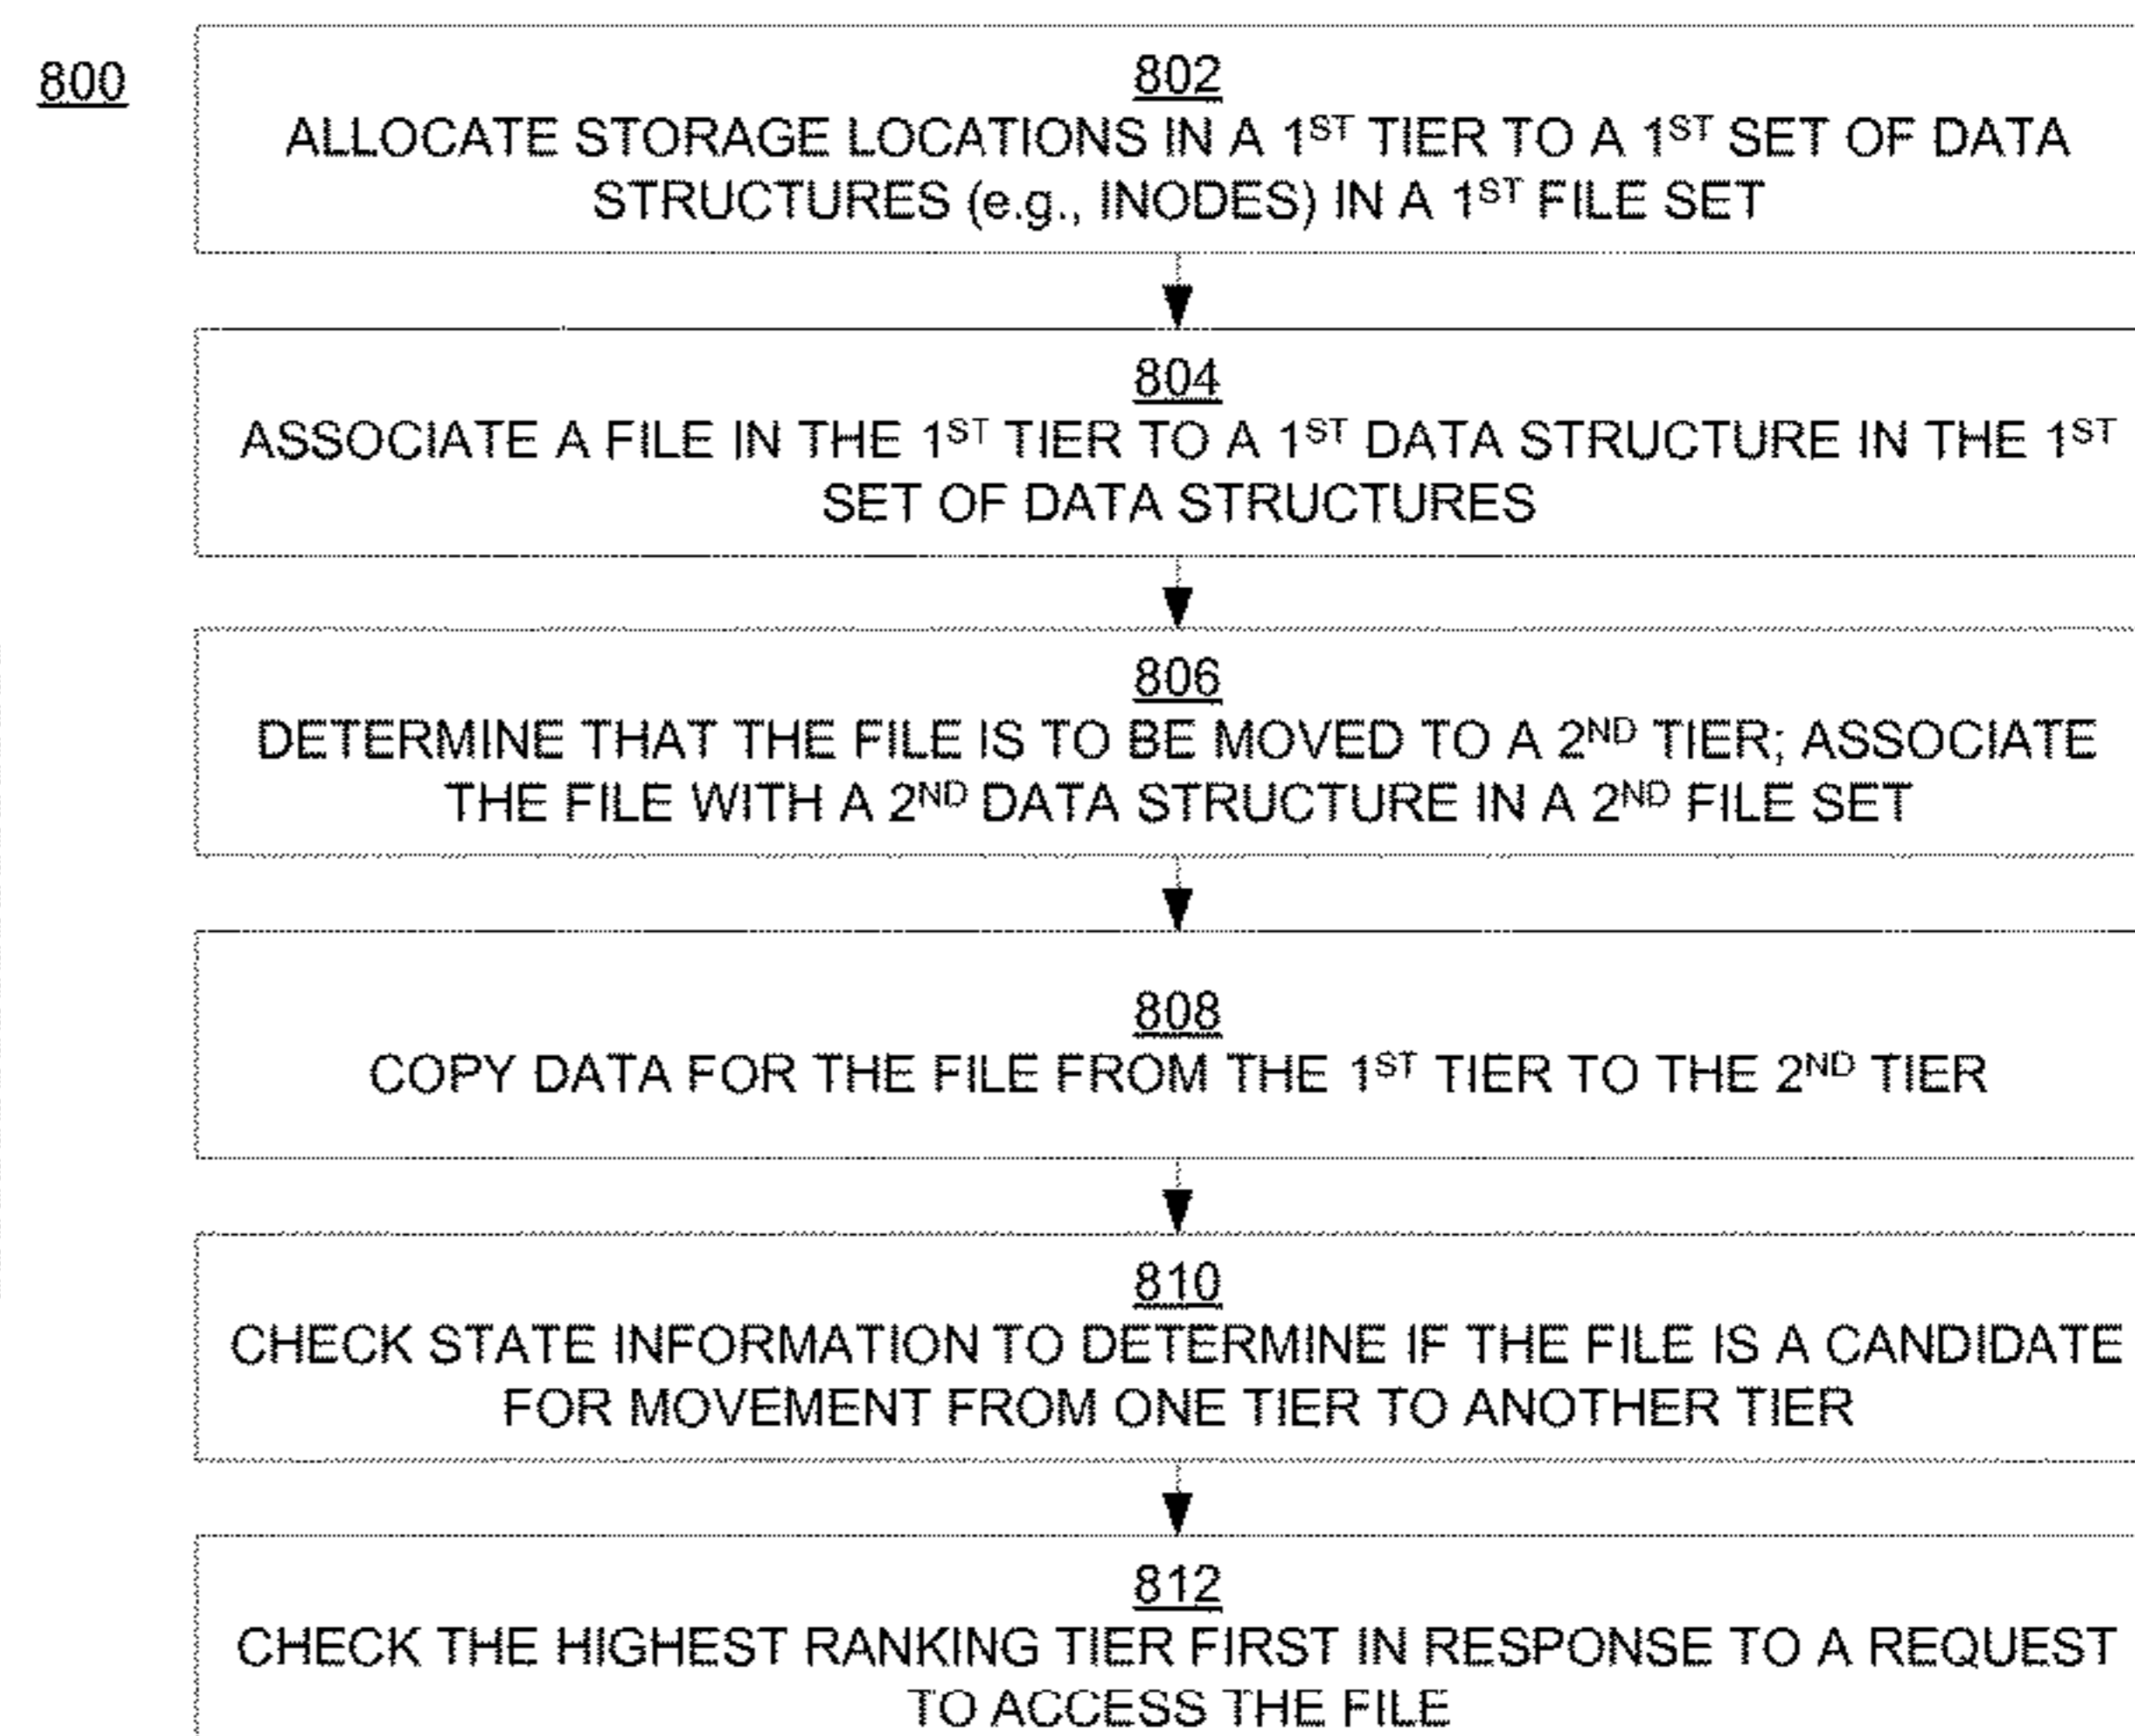 800
802
ALLOCATE STORAGE LOCATIONS IN A 1ST TIER TO A 1ST SET OF DATA
STRUCTURES (e.g., INODES) IN A 1ST FILE SET
804
ASSOCIATE A FILE IN THE 1ST TIER TO A 1ST DATA STRUCTURE IN THE 1ST
SET OF DATA STRUCTURES
806
DETERMINE THAT THE FILE IS TO BE MOVED TO A 2ND TIER; ASSOCIATE
THE FILE WITH A 2ND DATA STRUCTURE IN A 2ND FILE SET
808
COPY DATA FOR THE FILE FROM THE 1ST TIER TO THE 2ND TIER
810
CHECK STATE INFORMATION TO DETERMINE IF THE FILE IS A CANDIDATE
FOR MOVEMENT FROM ONE TIER TO ANOTHER TIER
812
CHECK THE HIGHEST RANKING TIER FIRST IN RESPONSE TO A REQUEST
TO ACCESS THE FILE